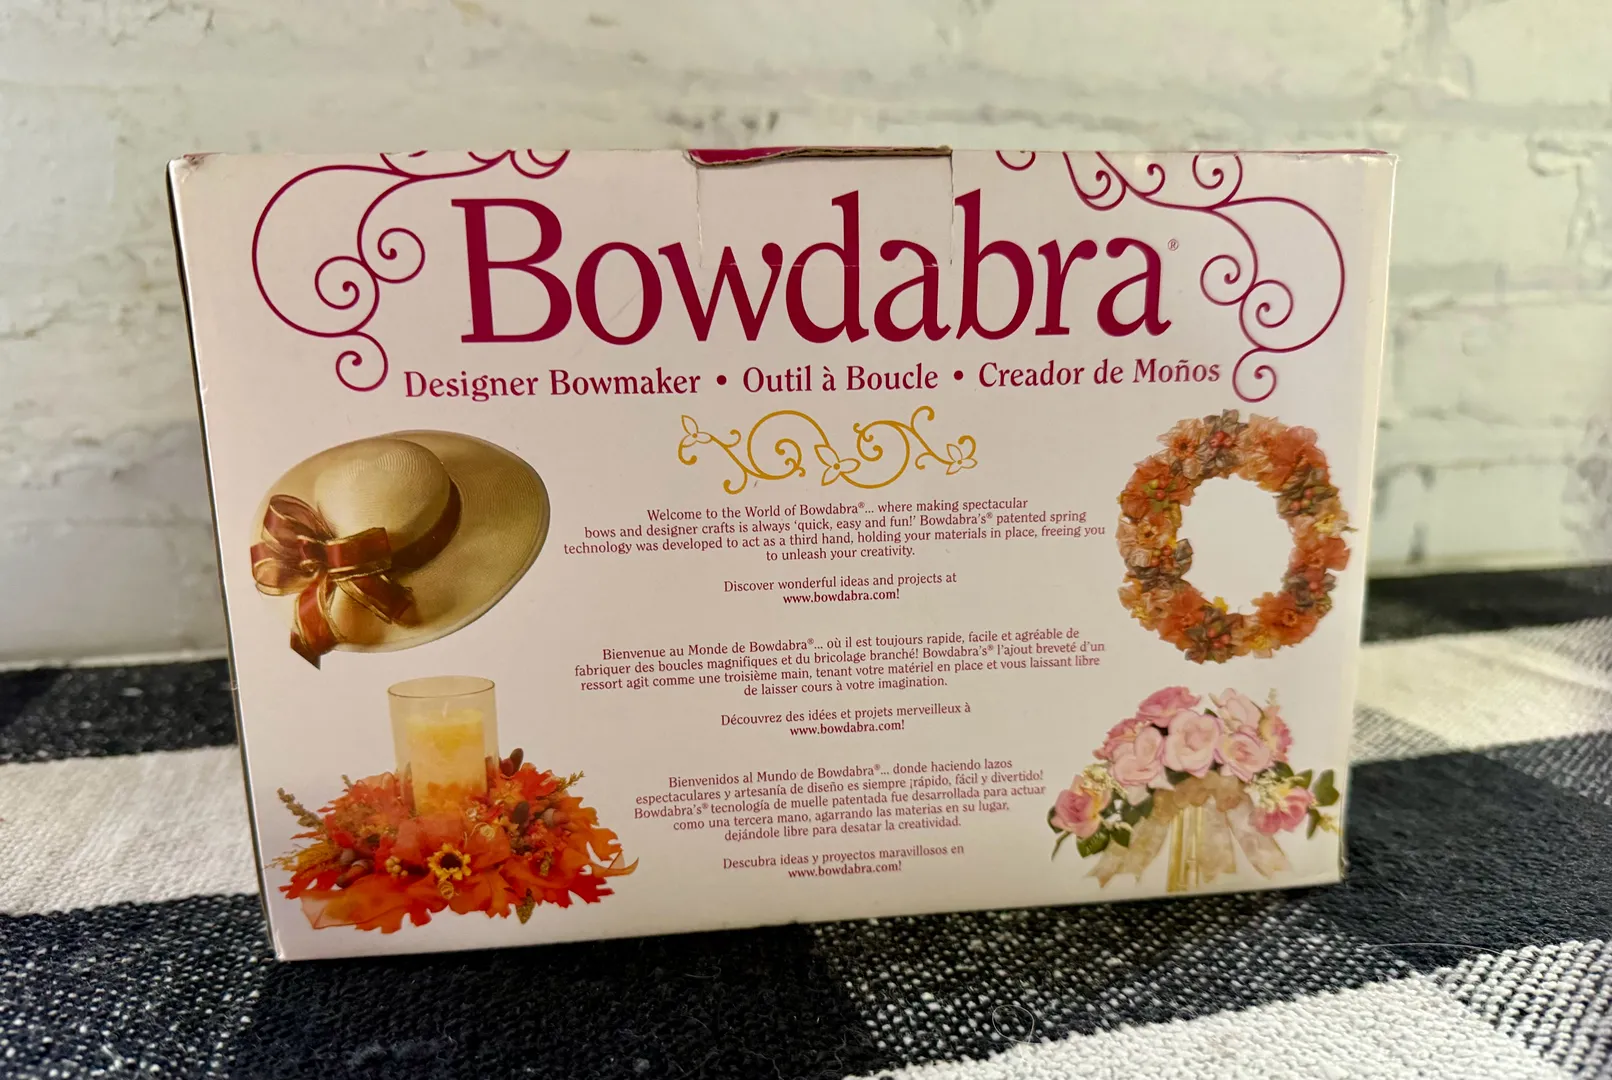 Bowdabra®
Designer Bowmaker • Outil à Boucle • Creador de Moños
Welcome to the World of Bowdabra®... where making spectacular
bows and designer crafts is always 'quick, easy and fun!' Bowdabra's® patented spring
technology was developed to act as a third hand, holding your materials in place, freeing you
to unleash your creativity.
Discover wonderful ideas and projects at
www.bowdabra.com!
Bienvenue au Monde de Bowdabra®... où il est toujours rapide, facile et agréable de
fabriquer des boucles magnifiques et du bricolage branché! Bowdabra's® l'ajout breveté d'un
ressort agit comme une troisième main, tenant votre matériel en place et vous laissant libre
de laisser cours à votre imagination.
Découvrez des idées et projets merveilleux à
www.bowdabra.com!
Bienvenidos al Mundo de Bowdabra®... donde haciendo lazos
espectaculares y artesanía de diseño es siempre ¡rápido, fácil y divertido!
Bowdabra's® tecnología de muelle patentada fue desarrollada para actuar
como una tercera mano, agarrando las materias en su lugar,
dejándole libre para desatar la creatividad.
Descubra ideas y proyectos maravillosos en
www.bowdabra.com!